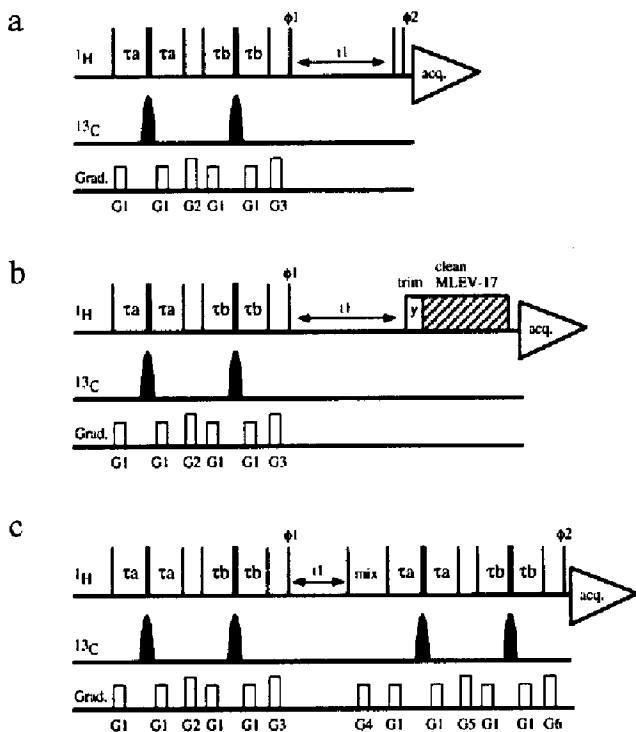 a
ϕ1 ϕ2
¹H τa τa τb τb t1 acq.
¹³C
Grad.
G1 G1 G2 G1 G1 G3
b
ϕ1 trim clean MLEV-17
¹H τa τa τb τb t1 y acq.
¹³C
Grad.
G1 G1 G2 G1 G1 G3
c
ϕ1 ϕ2
¹H τa τa τb τb t1 mix τa τa τb τb acq.
¹³C
Grad.
G1 G1 G2 G1 G1 G3 G4 G1 G1 G5 G1 G1 G6